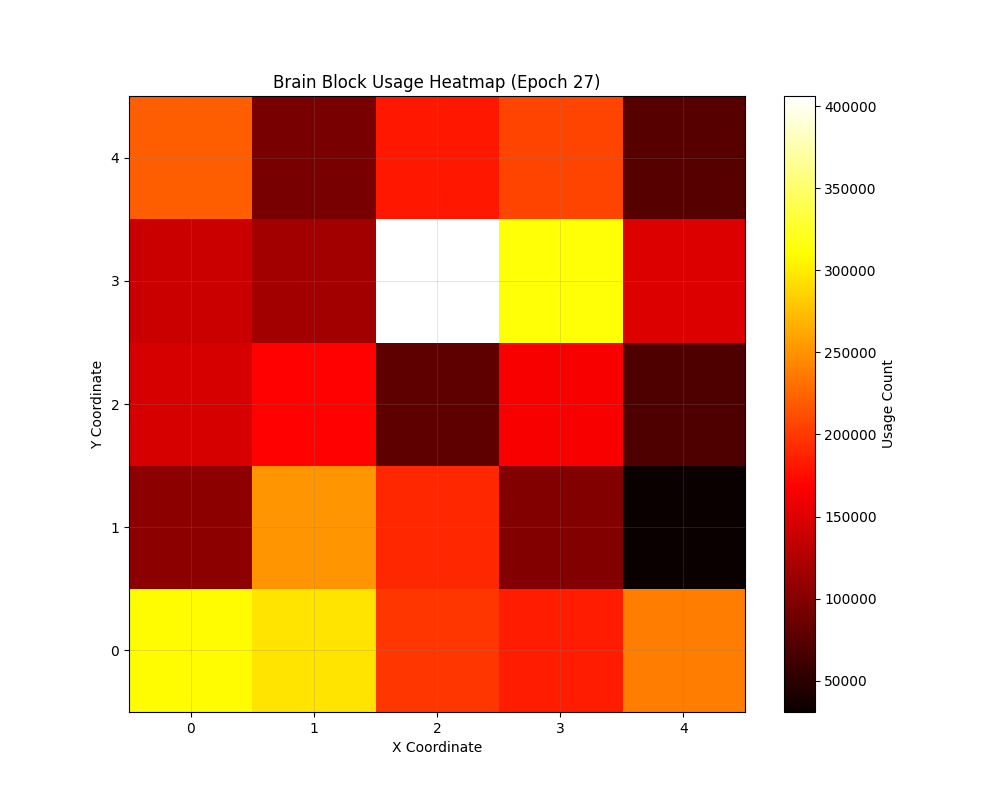 Brain Block Usage Heatmap (Epoch 27)
4
3
2
1
0
Y Coordinate
0 1 2 3 4
X Coordinate
400000
350000
300000
250000
200000
150000
100000
50000
Usage Count